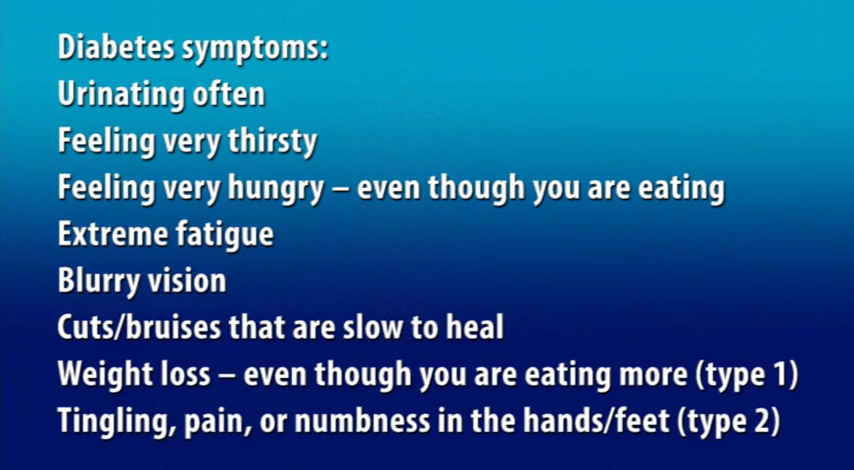 Diabetes symptoms:
Urinating often
Feeling very thirsty
Feeling very hungry – even though you are eating
Extreme fatigue
Blurry vision
Cuts/bruises that are slow to heal
Weight loss – even though you are eating more (type 1)
Tingling, pain, or numbness in the hands/feet (type 2)